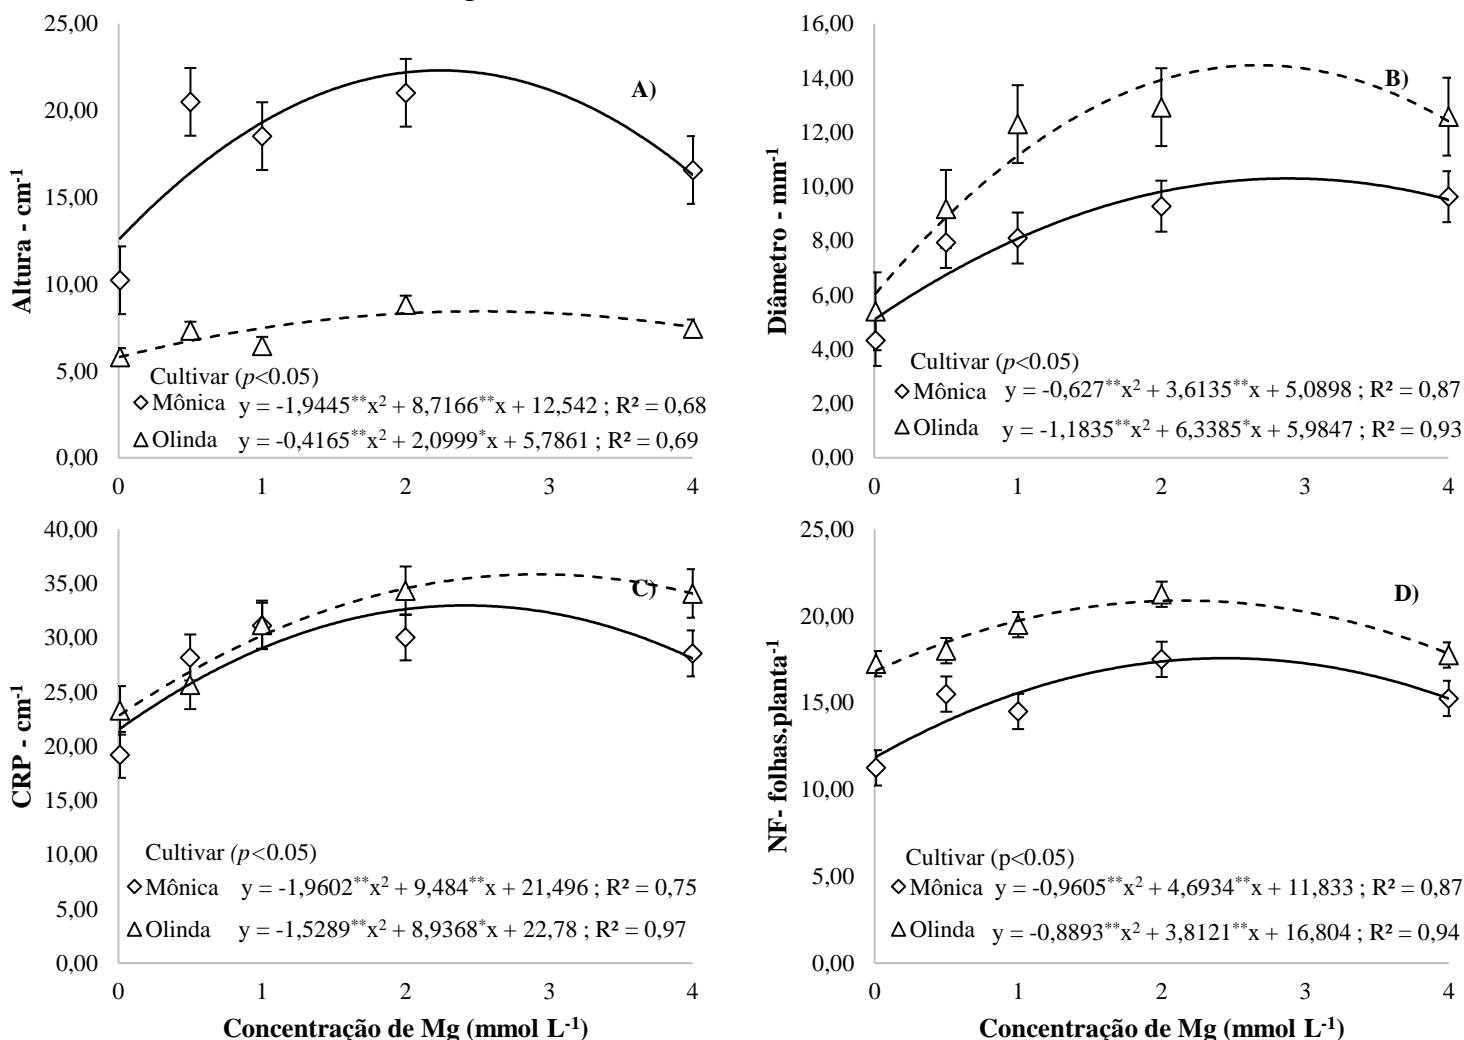 25,00
20,00
15,00
10,00
5,00
0,00
Altura - cm⁻¹
A)
Cultivar (p<0.05)
Mônica y = -1,9445**x² + 8,7166**x + 12,542 ; R² = 0,68
Olinda y = -0,4165**x² + 2,0999*x + 5,7861 ; R² = 0,69
0 1 2 3 4
16,00
14,00
12,00
10,00
8,00
6,00
4,00
2,00
0,00
Diâmetro - mm⁻¹
B)
Cultivar (p<0.05)
Mônica y = -0,627**x² + 3,6135**x + 5,0898 ; R² = 0,87
Olinda y = -1,1835**x² + 6,3385*x + 5,9847 ; R² = 0,93
0 1 2 3 4
40,00
35,00
30,00
25,00
20,00
15,00
10,00
5,00
0,00
CRP - cm⁻¹
C)
Cultivar (p<0.05)
Mônica y = -1,9602**x² + 9,484**x + 21,496 ; R² = 0,75
Olinda y = -1,5289**x² + 8,9368*x + 22,78 ; R² = 0,97
0 1 2 3 4
Concentração de Mg (mmol L⁻¹)
25,00
20,00
15,00
10,00
5,00
0,00
NF- folhas.planta⁻¹
D)
Cultivar (p<0.05)
Mônica y = -0,9605**x² + 4,6934**x + 11,833 ; R² = 0,87
Olinda y = -0,8893**x² + 3,8121**x + 16,804 ; R² = 0,94
0 1 2 3 4
Concentração de Mg (mmol L⁻¹)